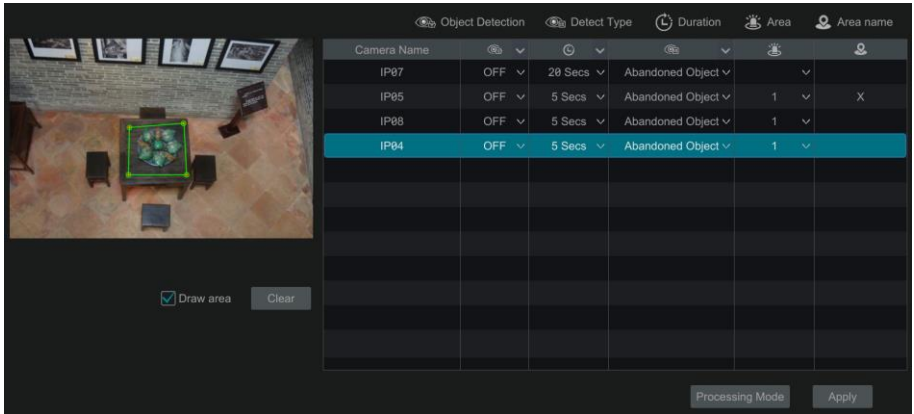 Object Detection Detect Type Duration Area Area name
Camera Name
IP07 OFF 20 Secs Abandoned Object
IP05 OFF 5 Secs Abandoned Object 1 X
IP08 OFF 5 Secs Abandoned Object 1
IP04 OFF 5 Secs Abandoned Object 1
Draw area Clear
Processing Mode Apply